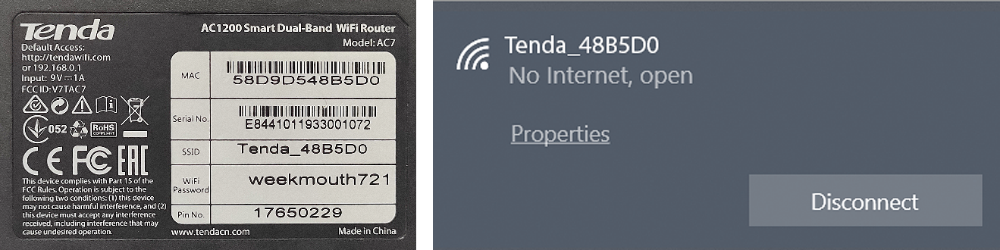 Tenda
Default Access:
http://tendawifi.com
or 192.168.0.1
Input: 9V⎓1A
FCC ID: V7TAC7
052
RoHS
COMPLIANT
CE FC EAC
This device complies with Part 15 of the
FCC Rules. Operation is subject to the
following two conditions: (1) this device
may not cause harmful interference, and (2)
this device must accept any interference
received, including interference that may
cause undesired operation.
AC1200 Smart Dual-Band WiFi Router
Model: AC7
MAC
58D9D548B5D0
Serial No.
E8441011933001072
SSID
Tenda_48B5D0
WiFi
Password
weekmouth721
Pin No.
17650229
www.tendacn.com
Made in China
Tenda_48B5D0
No Internet, open
Properties
Disconnect